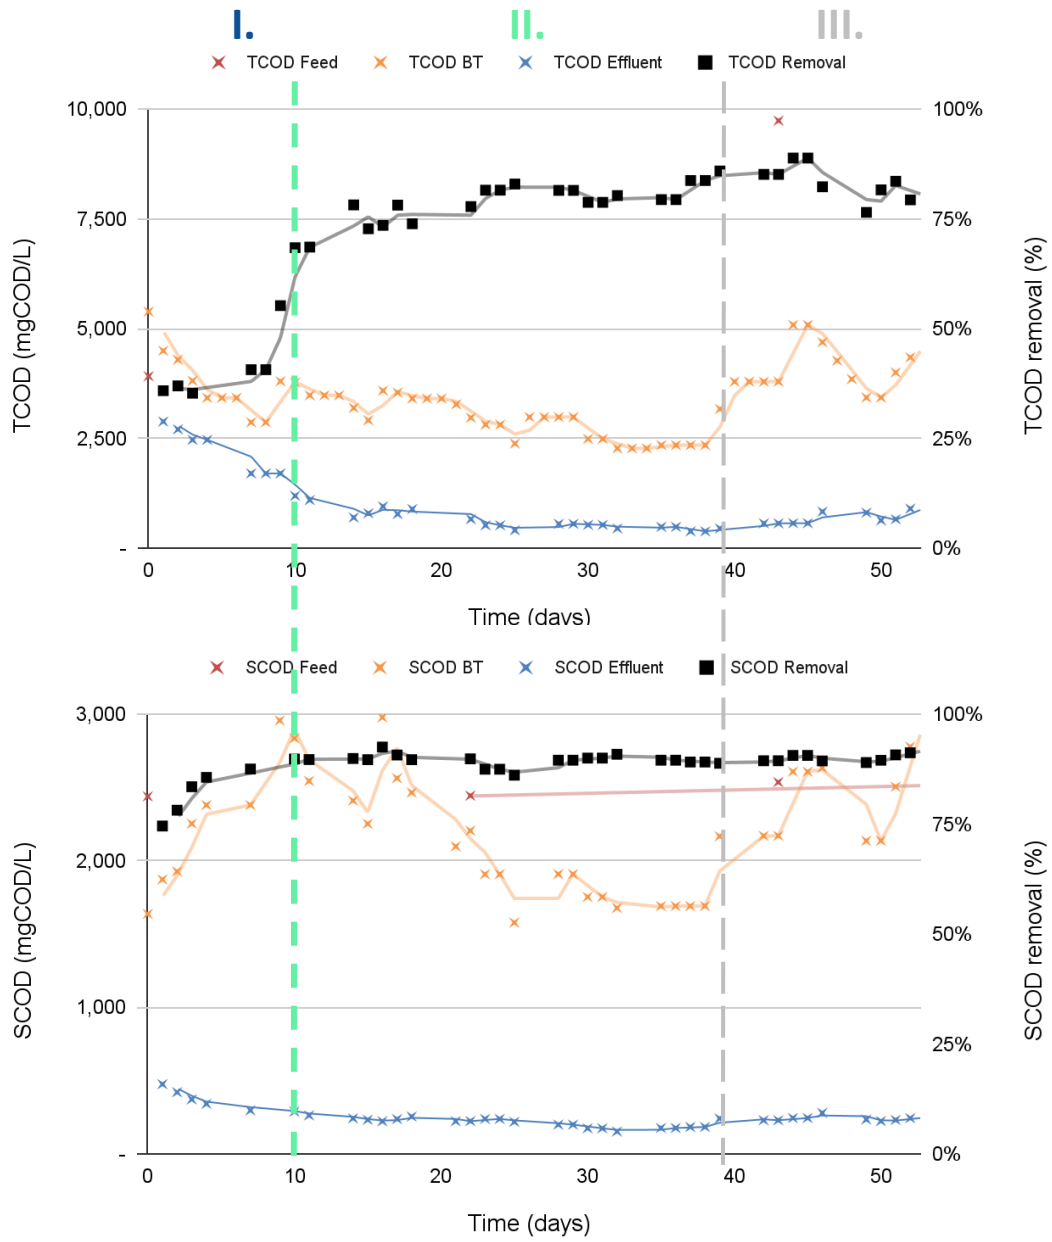 I. II. III.
TCOD Feed TCOD BT TCOD Effluent TCOD Removal
10,000 100%
7,500 75%
5,000 50%
2,500 25%
- 0%
TCOD (mgCOD/L)
TCOD removal (%)
0 10 20 30 40 50
Time (days)
SCOD Feed SCOD BT SCOD Effluent SCOD Removal
3,000 100%
75%
2,000
50%
1,000
25%
- 0%
SCOD (mgCOD/L)
SCOD removal (%)
0 10 20 30 40 50
Time (days)